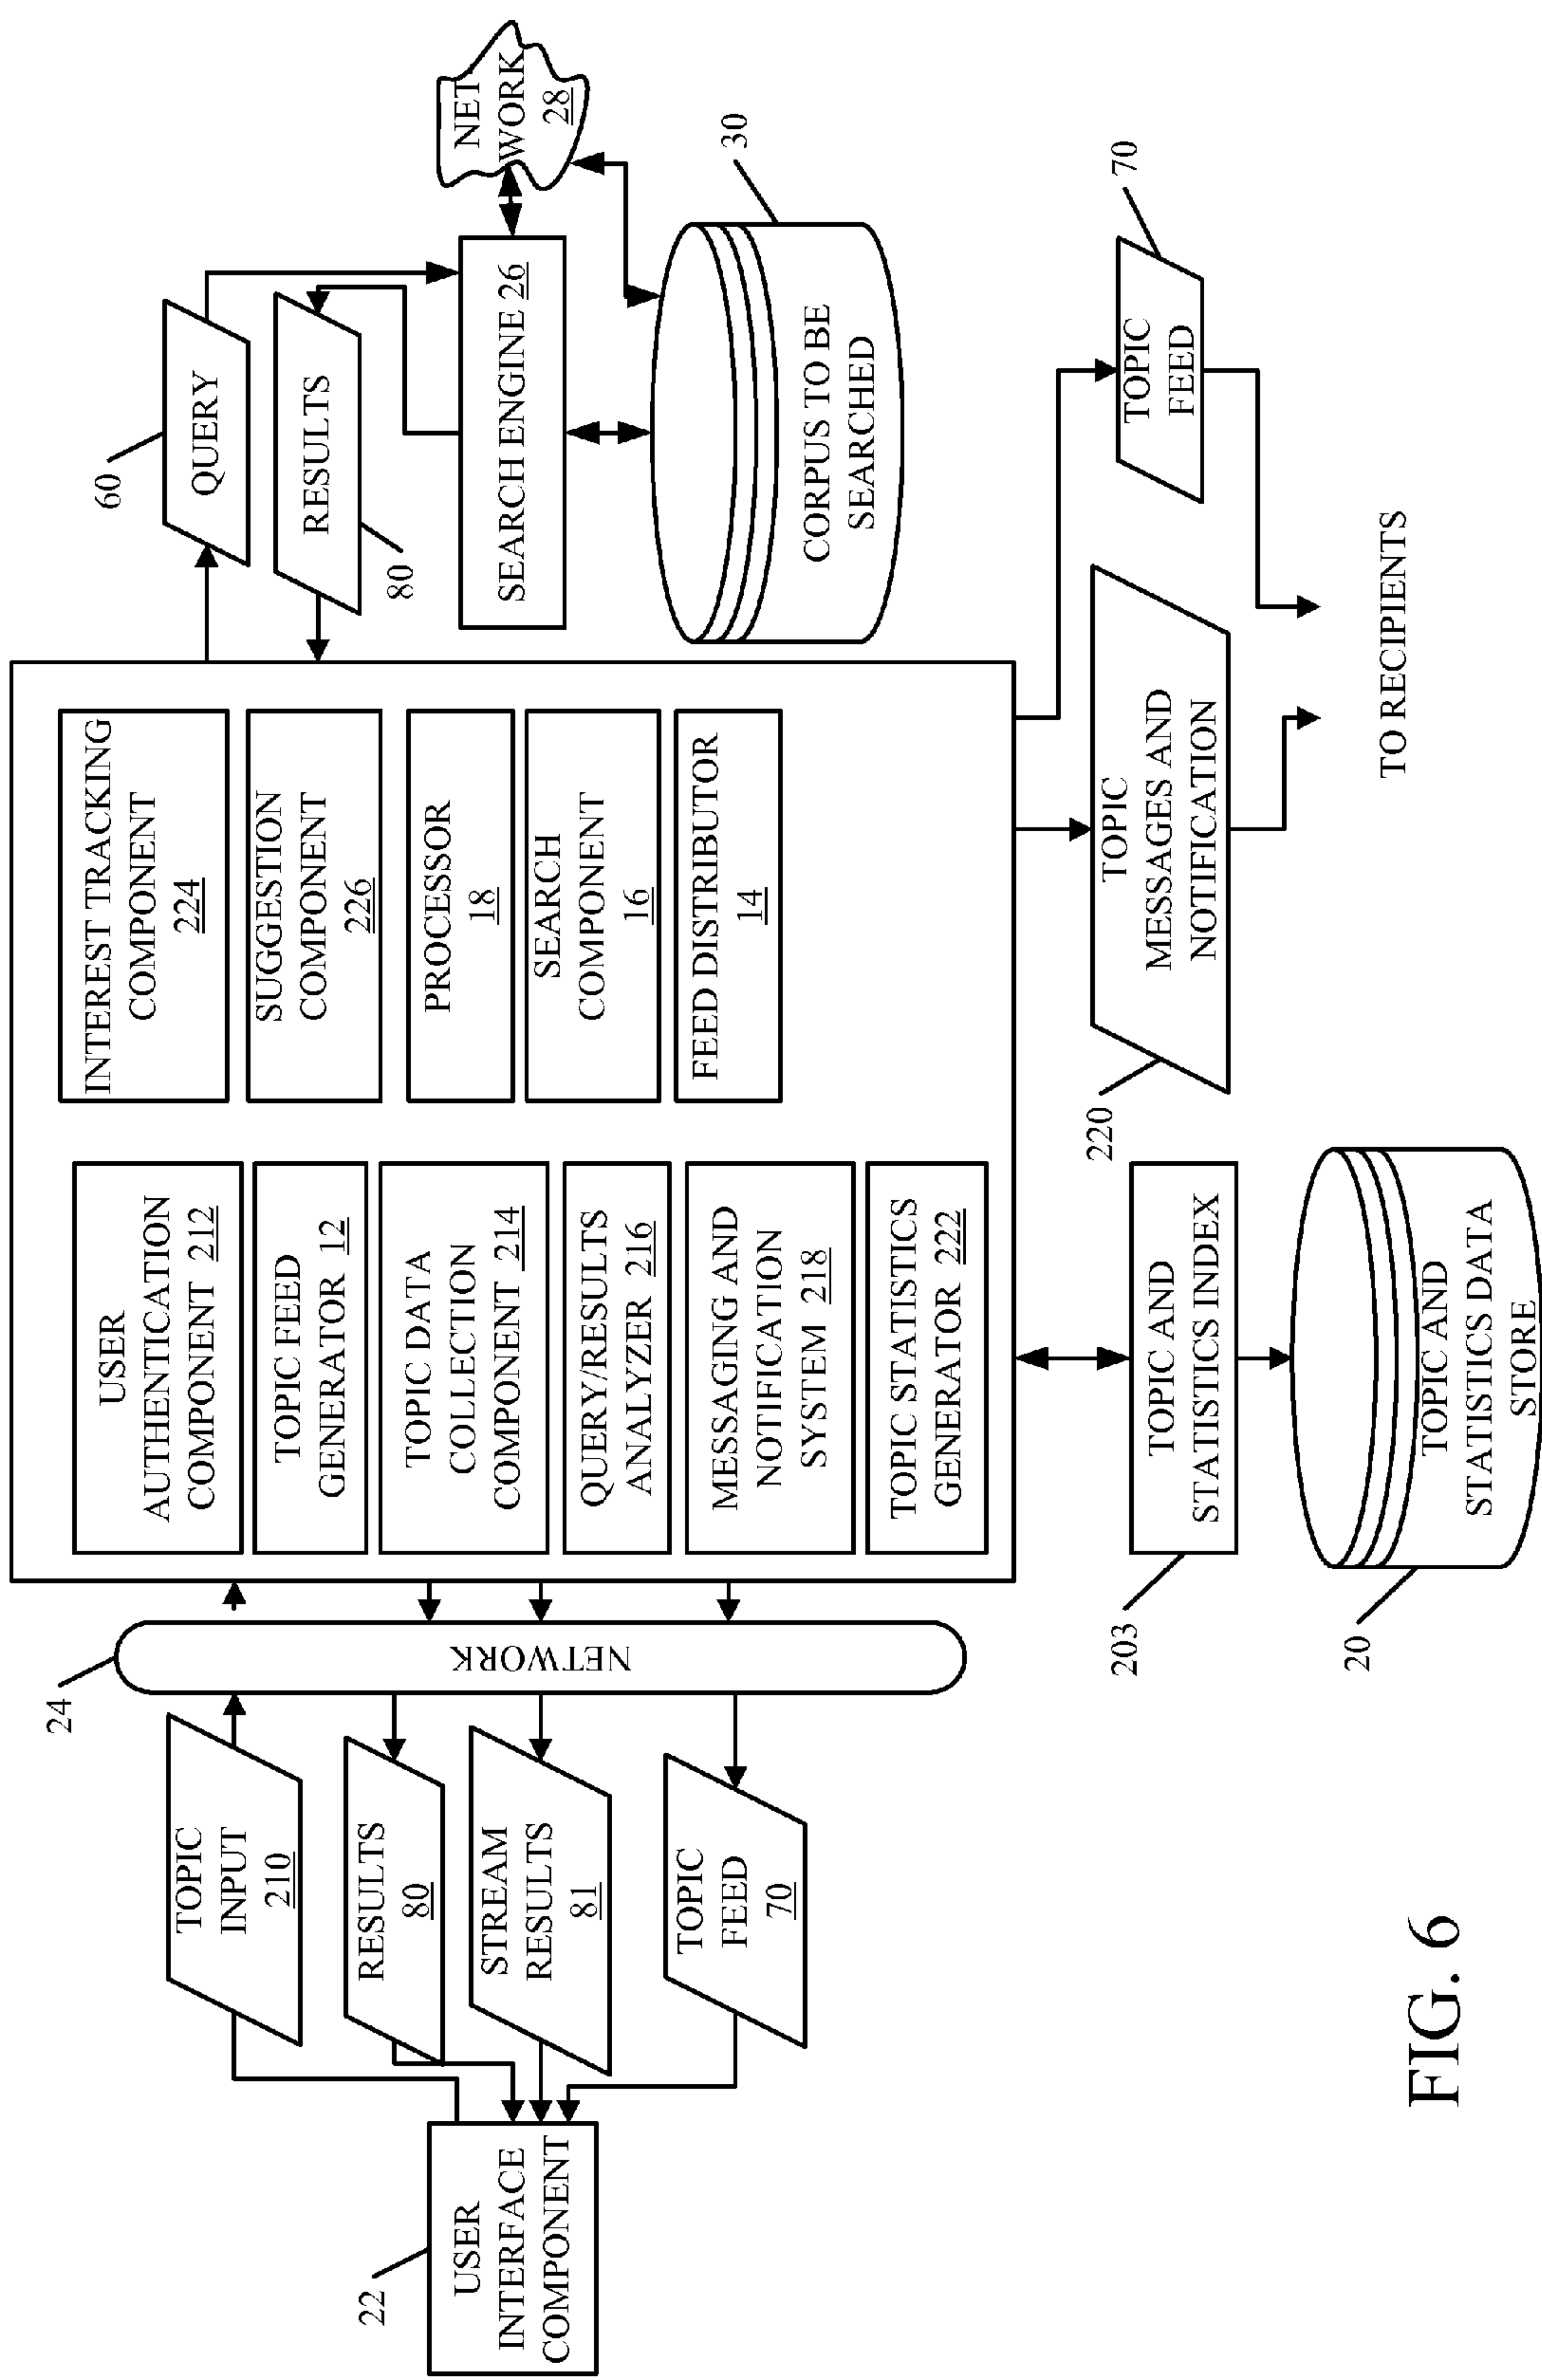 22
USER
INTERFACE
COMPONENT
TOPIC
INPUT
210
RESULTS
80
STREAM
RESULTS
81
TOPIC
FEED
70
24
NETWORK
USER
AUTHENTICATION
COMPONENT 212
TOPIC FEED
GENERATOR 12
TOPIC DATA
COLLECTION
COMPONENT 214
QUERY/RESULTS
ANALYZER 216
MESSAGING AND
NOTIFICATION
SYSTEM 218
TOPIC STATISTICS
GENERATOR 222
INTEREST TRACKING
COMPONENT
224
SUGGESTION
COMPONENT
226
PROCESSOR
18
SEARCH
COMPONENT
16
FEED DISTRIBUTOR
14
60
QUERY
RESULTS
80
SEARCH ENGINE 26
NET
WORK
28
30
CORPUS TO BE
SEARCHED
203
TOPIC AND
STATISTICS INDEX
20
TOPIC AND
STATISTICS DATA
STORE
220
TOPIC
MESSAGES AND
NOTIFICATION
70
TOPIC
FEED
TO RECIPIENTS
FIG. 6